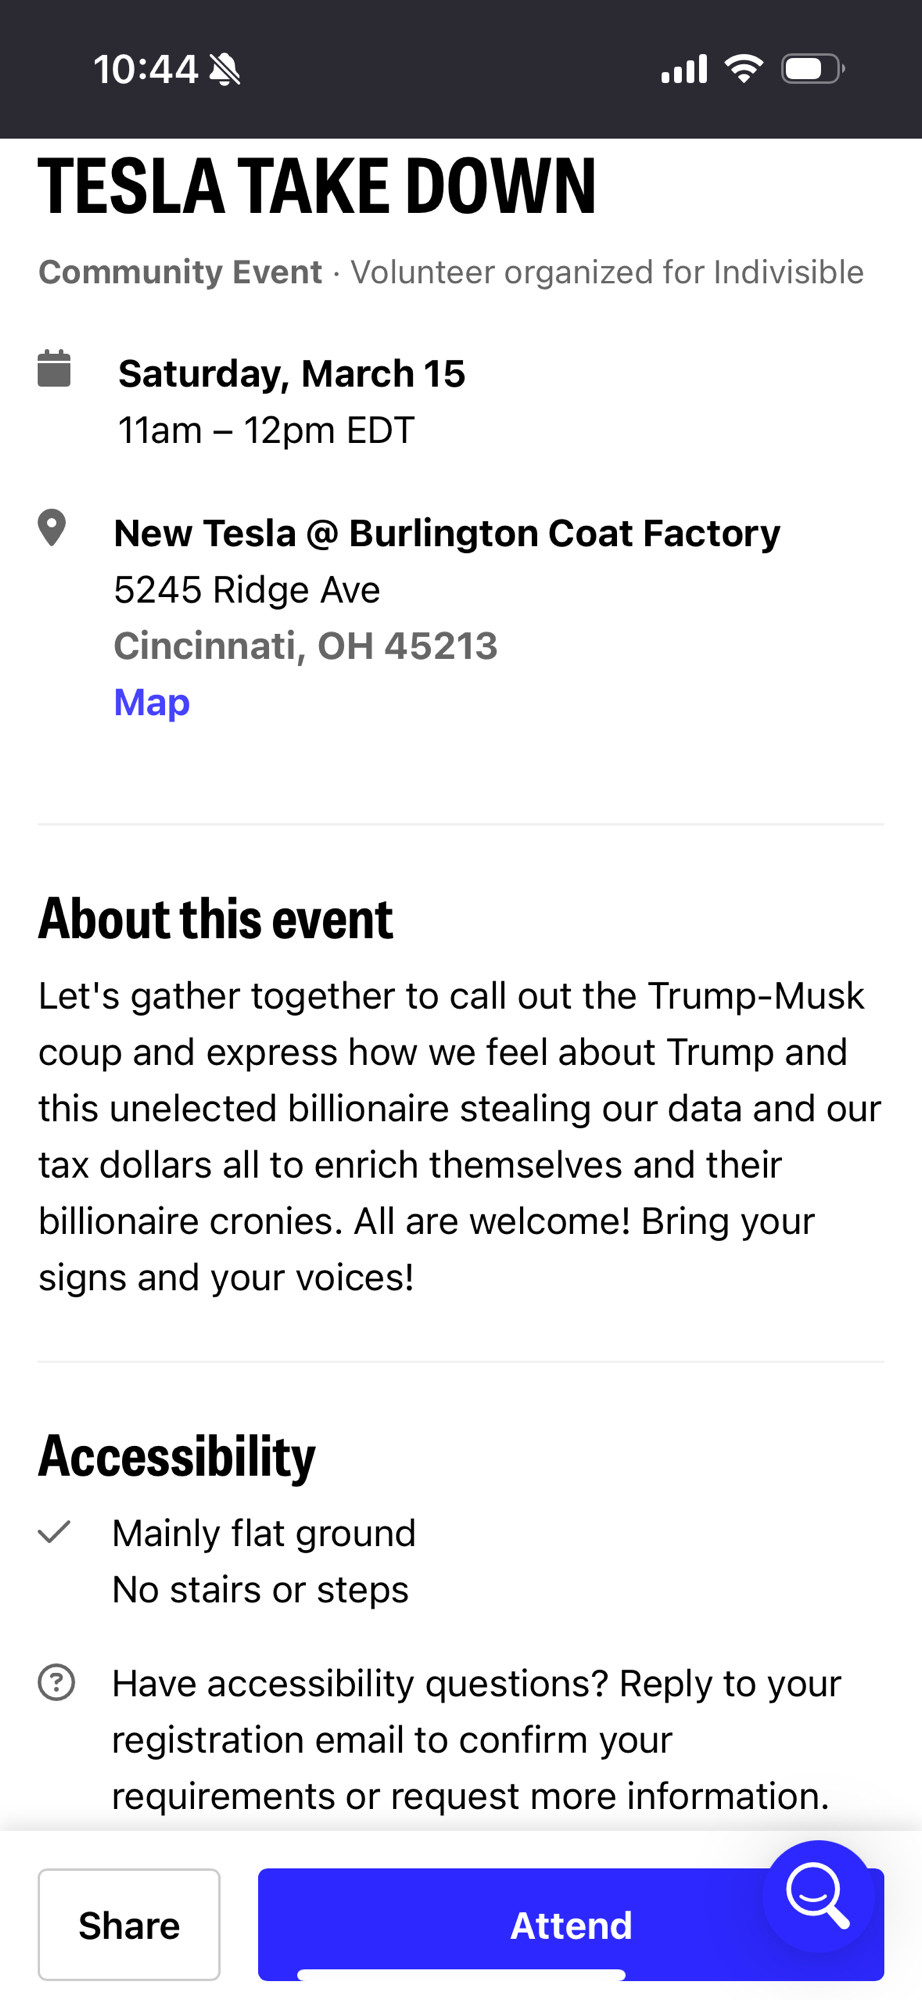 10:44
TESLA TAKE DOWN
Community Event · Volunteer organized for Indivisible
Saturday, March 15
11am – 12pm EDT
New Tesla @ Burlington Coat Factory
5245 Ridge Ave
Cincinnati, OH 45213
Map
About this event
Let's gather together to call out the Trump-Musk
coup and express how we feel about Trump and
this unelected billionaire stealing our data and our
tax dollars all to enrich themselves and their
billionaire cronies. All are welcome! Bring your
signs and your voices!
Accessibility
Mainly flat ground
No stairs or steps
Have accessibility questions? Reply to your
registration email to confirm your
requirements or request more information.
Share
Attend